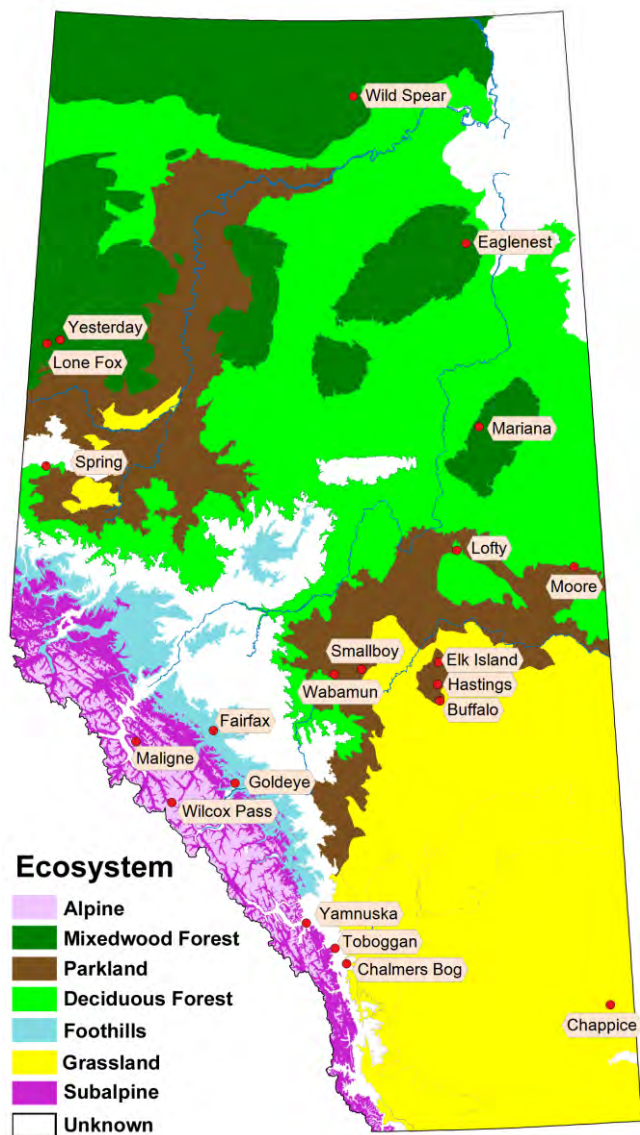 Wild Spear
Eaglenest
Yesterday
Lone Fox
Mariana
Spring
Lofty
Moore
Smallboy
Elk Island
Wabamun
Hastings
Buffalo
Fairfax
Maligne
Goldeye
Wilcox Pass
Ecosystem
Alpine
Mixedwood Forest
Parkland
Deciduous Forest
Foothills
Grassland
Subalpine
Unknown
Yamnuska
Toboggan
Chalmers Bog
Chappice